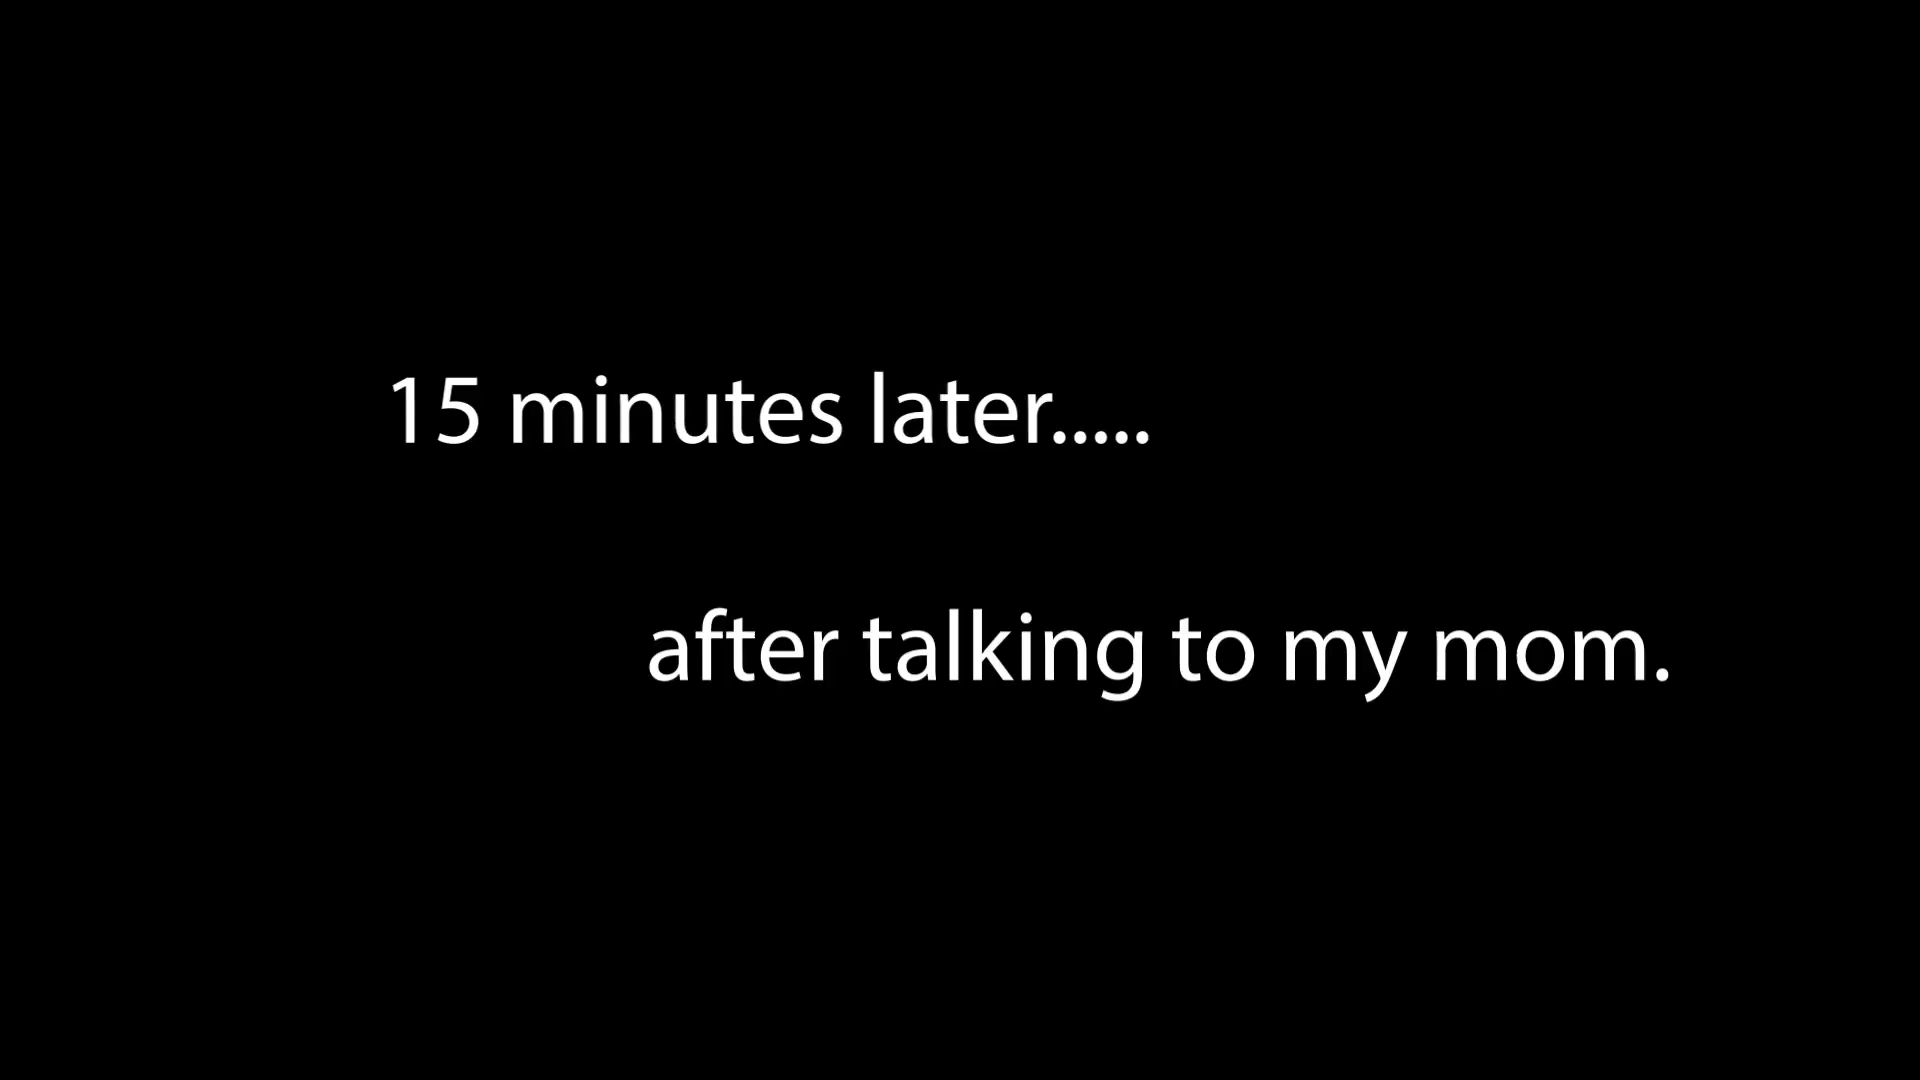 15 minutes later.....
after talking to my mom.